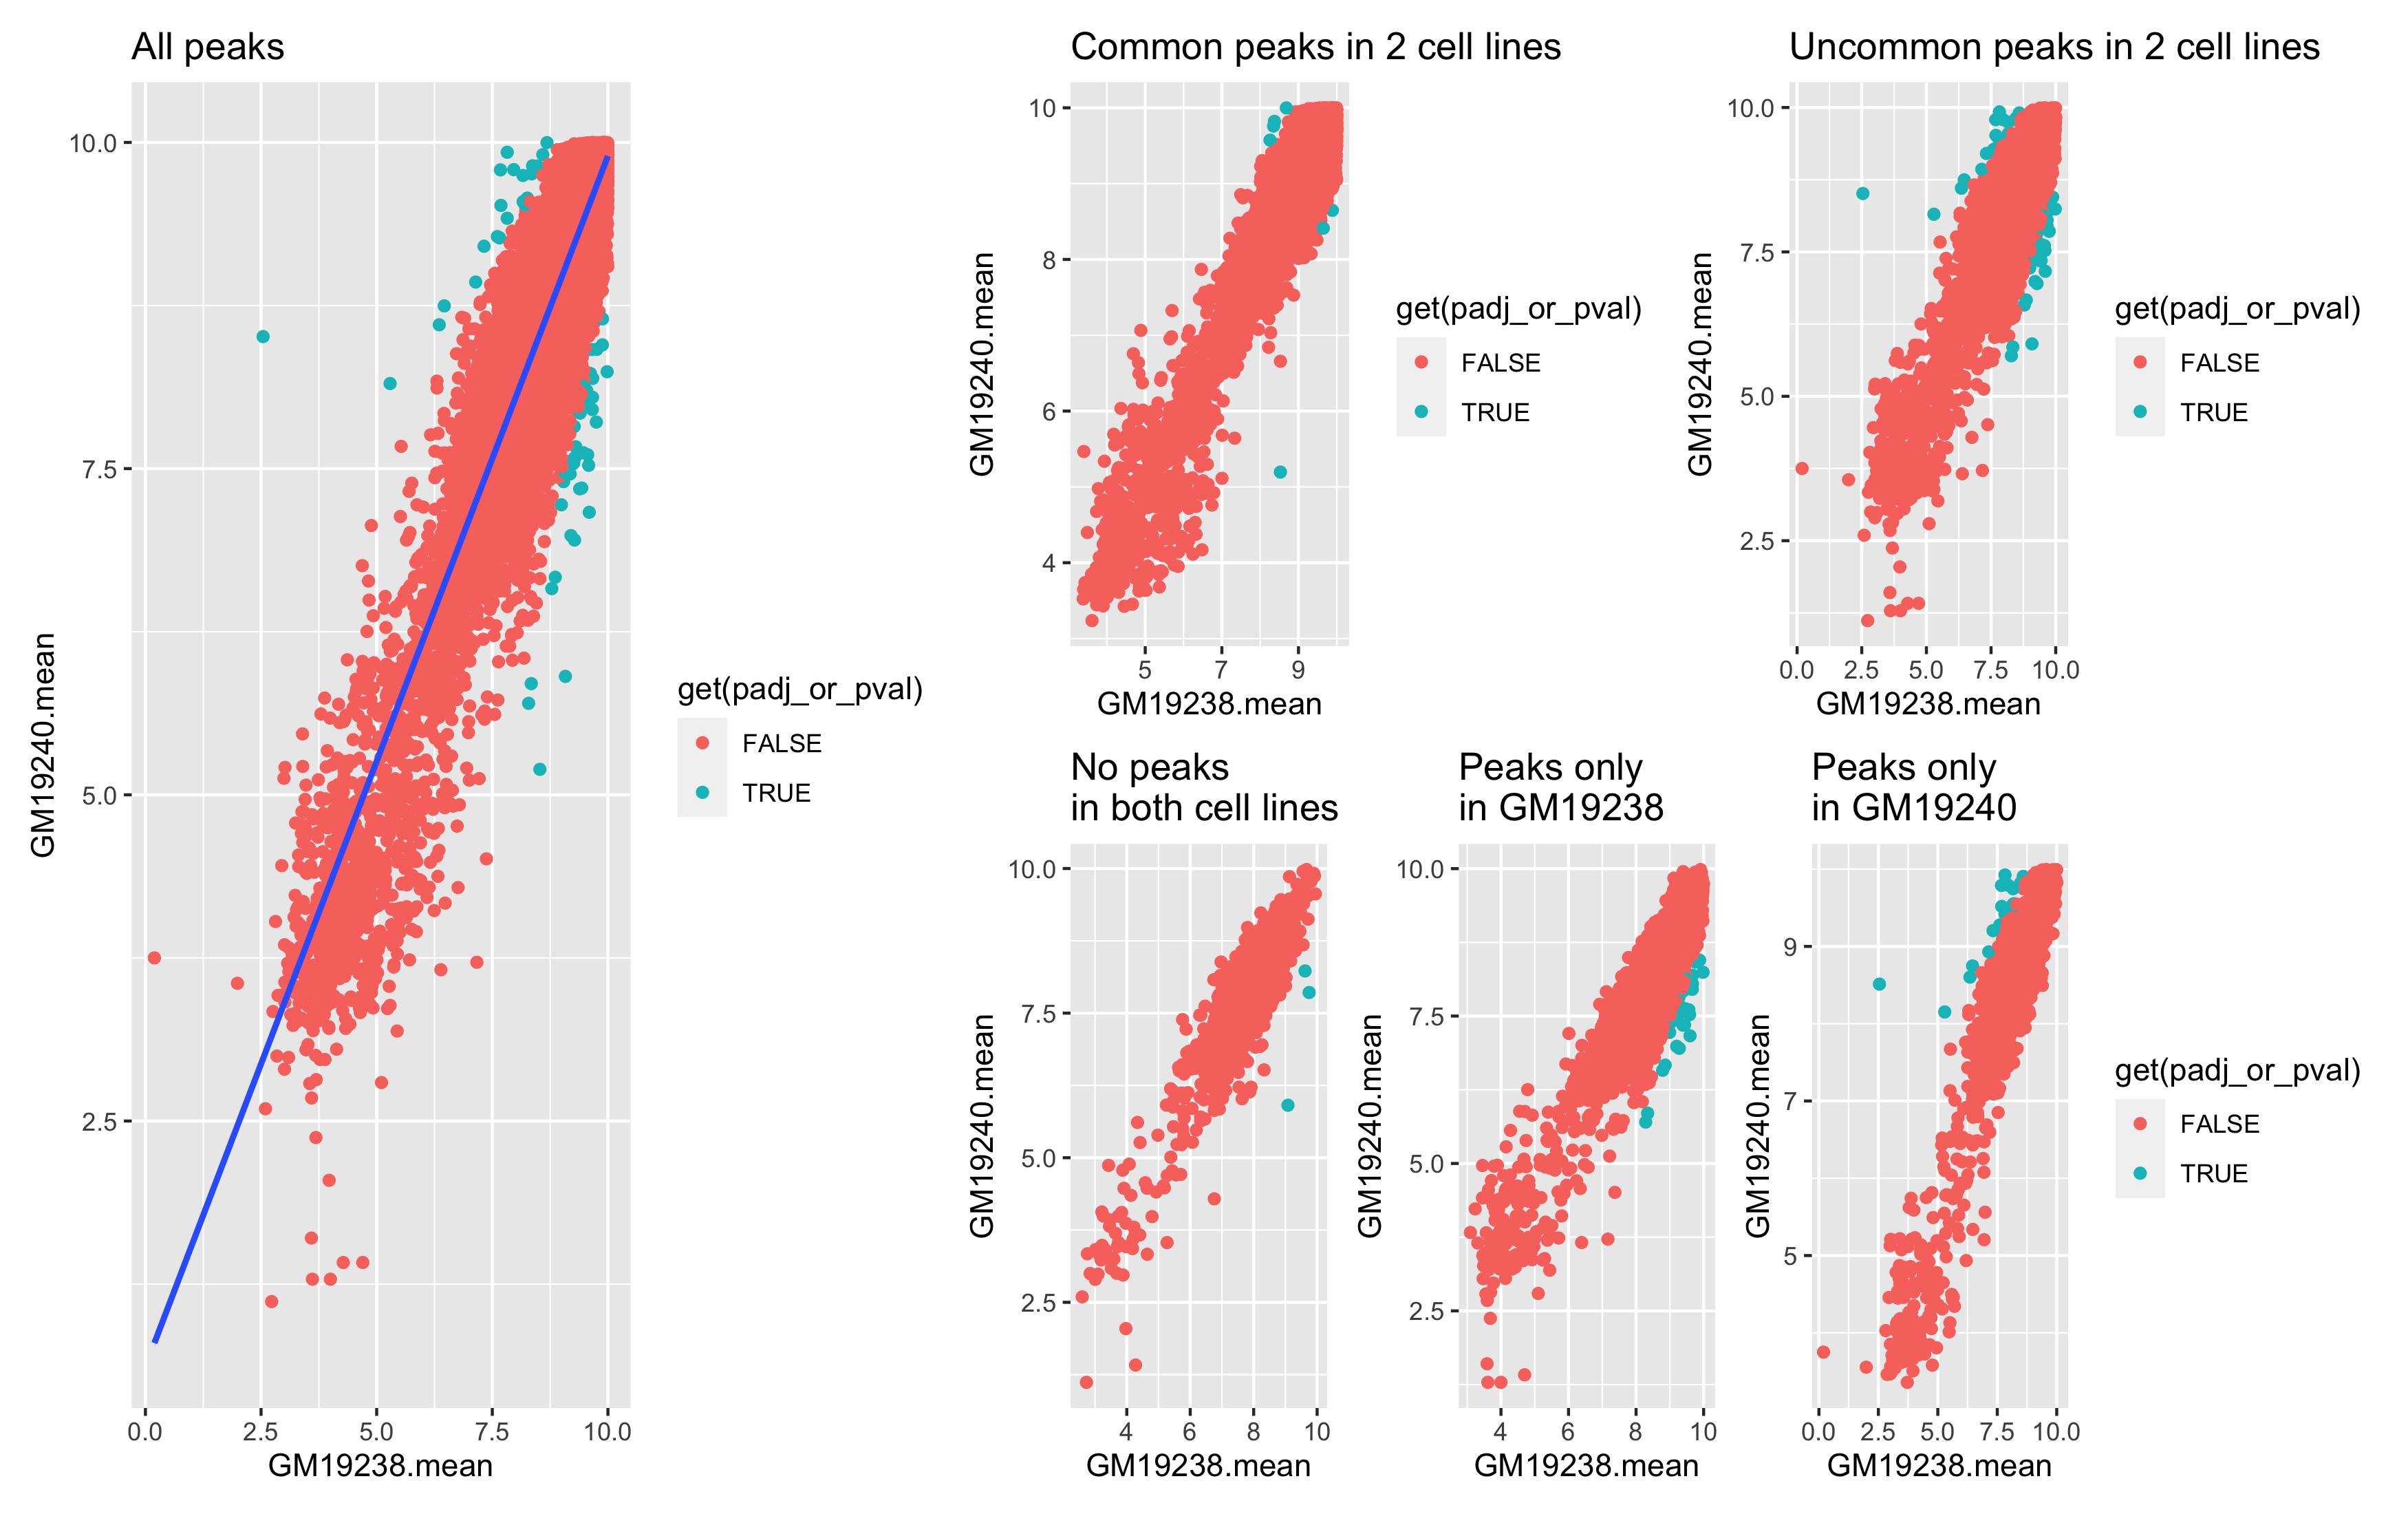 All peaks
10.0
7.5
5.0
2.5
0.0 2.5 5.0 7.5 10.0
GM19238.mean
GM19240.mean
get(padj_or_pval)
FALSE
TRUE
Common peaks in 2 cell lines
10
8
6
4
5 7 9
GM19238.mean
GM19240.mean
get(padj_or_pval)
FALSE
TRUE
Uncommon peaks in 2 cell lines
10.0
7.5
5.0
2.5
0.0 2.5 5.0 7.5 10.0
GM19238.mean
GM19240.mean
get(padj_or_pval)
FALSE
TRUE
No peaks
in both cell lines
10.0
7.5
5.0
2.5
4 6 8 10
GM19238.mean
GM19240.mean
Peaks only
in GM19238
10.0
7.5
5.0
2.5
4 6 8 10
GM19238.mean
GM19240.mean
Peaks only
in GM19240
9
7
5
0.0 2.5 5.0 7.5 10.0
GM19238.mean
GM19240.mean
get(padj_or_pval)
FALSE
TRUE